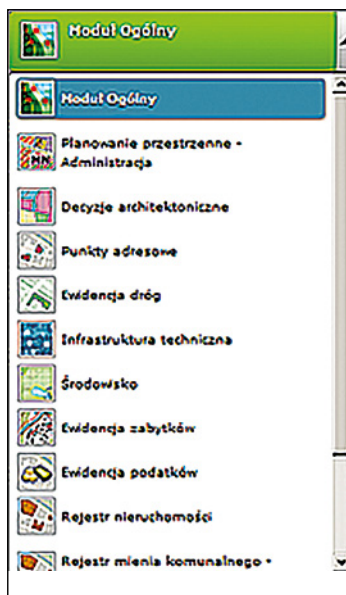 Moduł Ogólny
Moduł Ogólny
Planowanie przestrzenne -
Administracja
Decyzje architektoniczne
Punkty adresowe
Ewidencja dróg
Infrastruktura techniczna
Środowisko
Ewidencja zabytków
Ewidencja podatków
Rejestr nieruchomości
Rejestr mienia komunalnego -